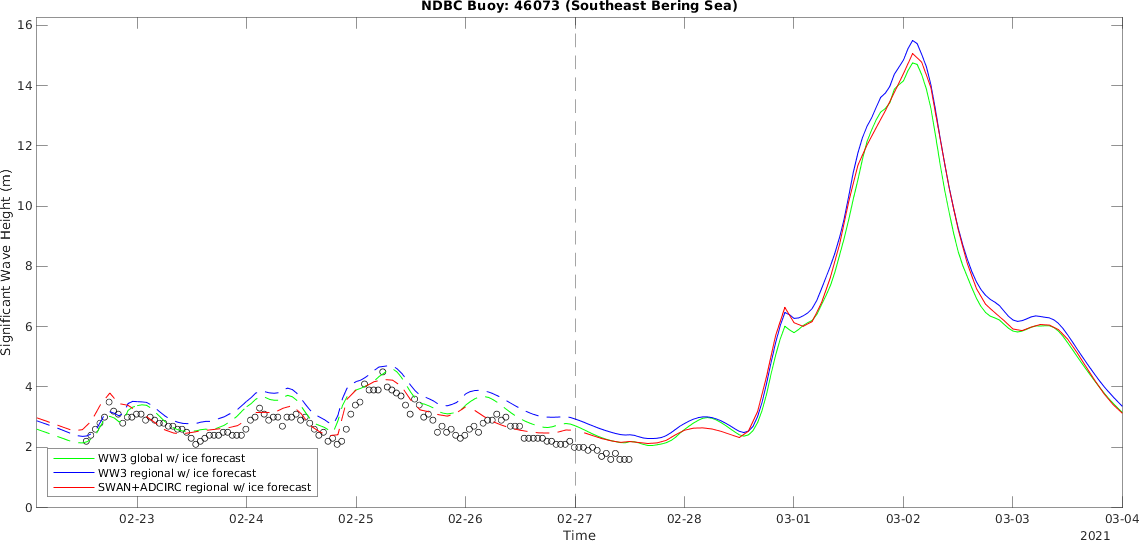 NDBC Buoy: 46073 (Southeast Bering Sea)
Significant Wave Height (m)
16
14
12
10
8
6
4
2
0
WW3 global w/ ice forecast
WW3 regional w/ ice forecast
SWAN+ADCIRC regional w/ ice forecast
02-23 02-24 02-25 02-26 02-27 02-28 03-01 03-02 03-03 03-04
Time
2021